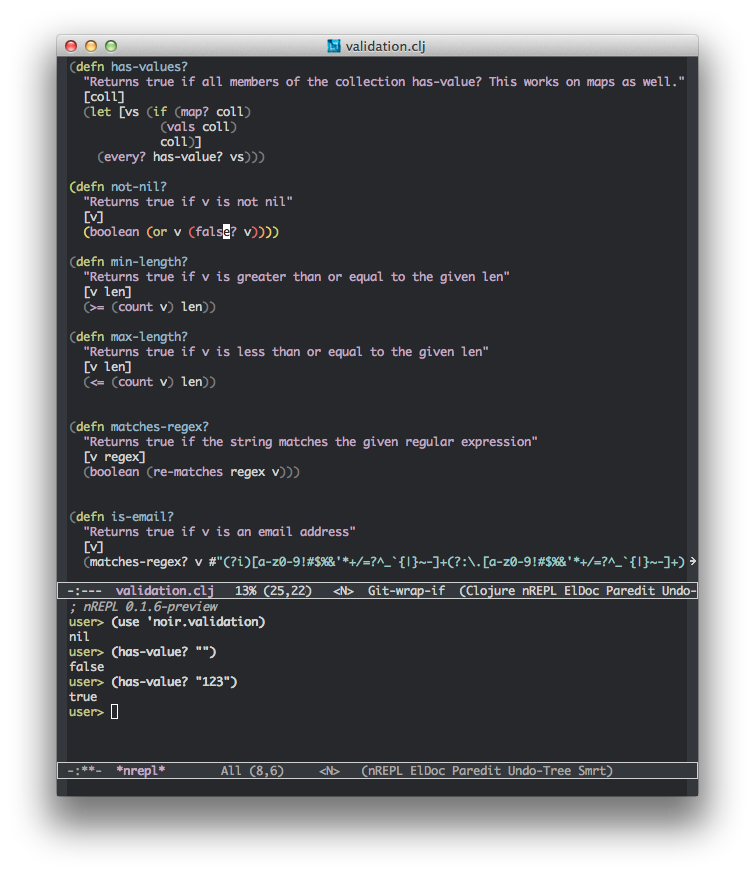 validation.clj
(defn has-values?
  "Returns true if all members of the collection has-value? This works on maps as well."
  [coll]
  (let [vs (if (map? coll)
             (vals coll)
             coll)]
    (every? has-value? vs)))
(defn not-nil?
  "Returns true if v is not nil"
  [v]
  (boolean (or v (false? v))))
(defn min-length?
  "Returns true if v is greater than or equal to the given len"
  [v len]
  (>= (count v) len))
(defn max-length?
  "Returns true if v is less than or equal to the given len"
  [v len]
  (<= (count v) len))
(defn matches-regex?
  "Returns true if the string matches the given regular expression"
  [v regex]
  (boolean (re-matches regex v)))
(defn is-email?
  "Returns true if v is an email address"
  [v]
  (matches-regex? v #"(?i)[a-z0-9!#$%&'*+/=?^_`{|}~-]+(?:\.[a-z0-9!#$%&'*+/=?^_`{|}~-]+)
-:---  validation.clj   13% (25,22)   <N>  Git-wrap-if  (Clojure nREPL ElDoc Paredit Undo-
; nREPL 0.1.6-preview
user> (use 'noir.validation)
nil
user> (has-value? "")
false
user> (has-value? "123")
true
user>
-:**-  *nrepl*        All (8,6)     <N>   (nREPL ElDoc Paredit Undo-Tree Smrt)